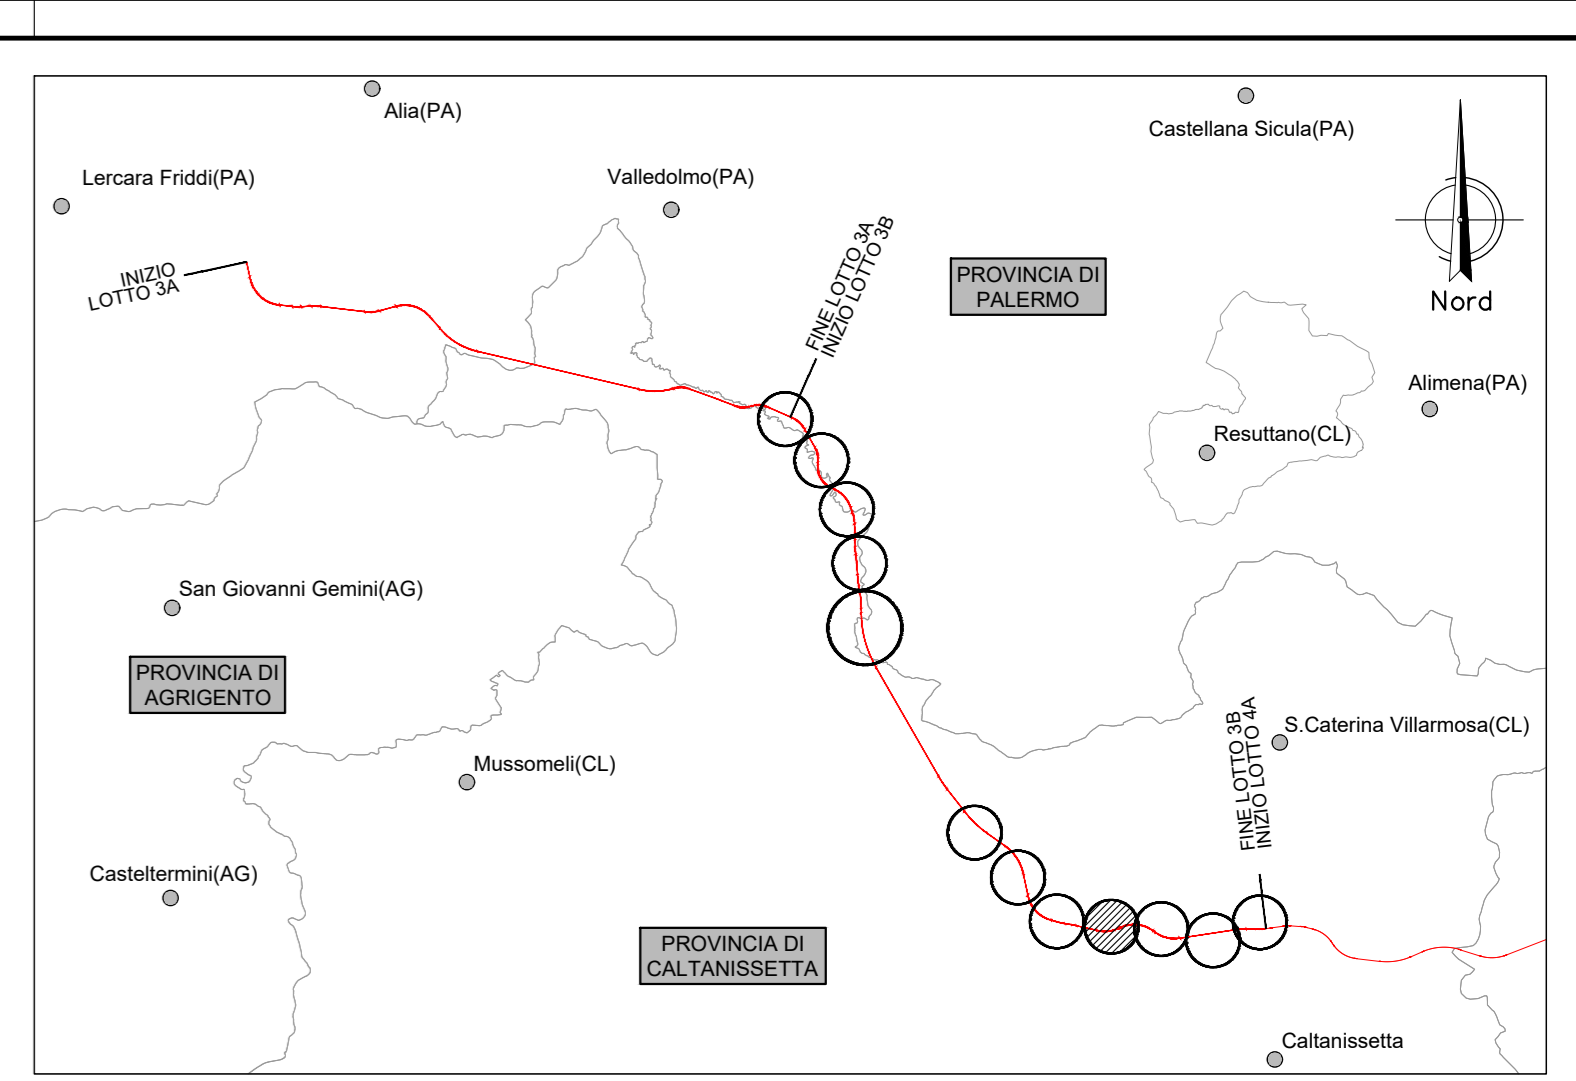 Alia(PA)
Castellana Sicula(PA)
Lercara Friddi(PA)
Valledolmo(PA)
INIZIO
LOTTO 3A
FINE LOTTO 3A
INIZIO LOTTO 3B
PROVINCIA DI
PALERMO
Nord
Alimena(PA)
Resuttano(CL)
San Giovanni Gemini(AG)
PROVINCIA DI
AGRIGENTO
FINE LOTTO 3B
INIZIO LOTTO 4A
S.Caterina Villarmosa(CL)
Mussomeli(CL)
Casteltermini(AG)
PROVINCIA DI
CALTANISSETTA
Caltanissetta